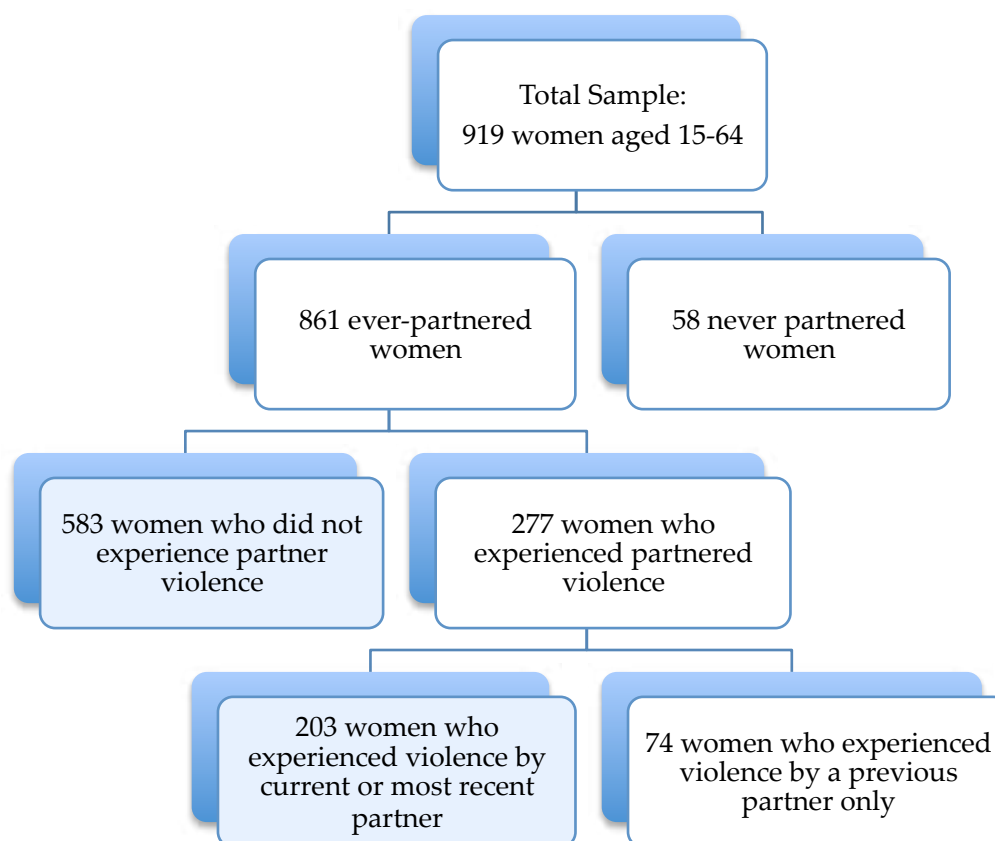 Total Sample:
919 women aged 15-64
861 ever-partnered
women
58 never partnered
women
583 women who did not
experience partner
violence
277 women who
experienced partnered
violence
203 women who
experienced violence by
current or most recent
partner
74 women who experienced
violence by a previous
partner only